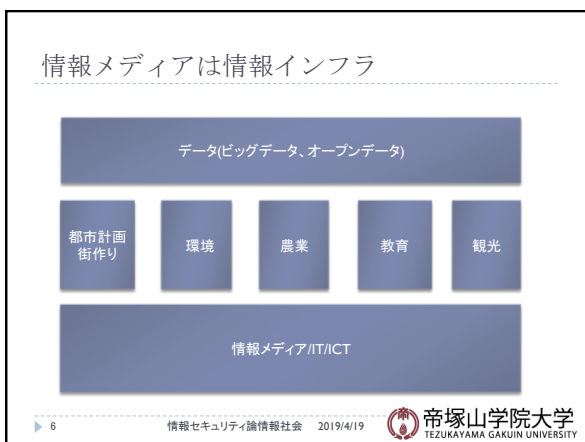 情報メディアは情報インフラ
データ(ビッグデータ、オープンデータ)
都市計画
街作り
環境
農業
教育
観光
情報メディア/IT/ICT
6
情報セキュリティ論情報社会 2019/4/19
帝
帝塚山学院大学
TEZUKAYAMA GAKUIN UNIVERSITY